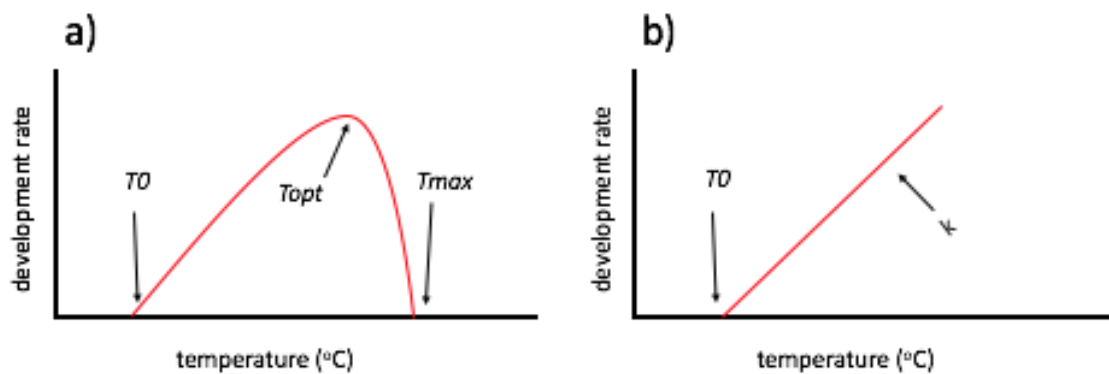 a)
development rate
T0
Topt
Tmax
temperature (°C)
b)
development rate
T0
k
temperature (°C)